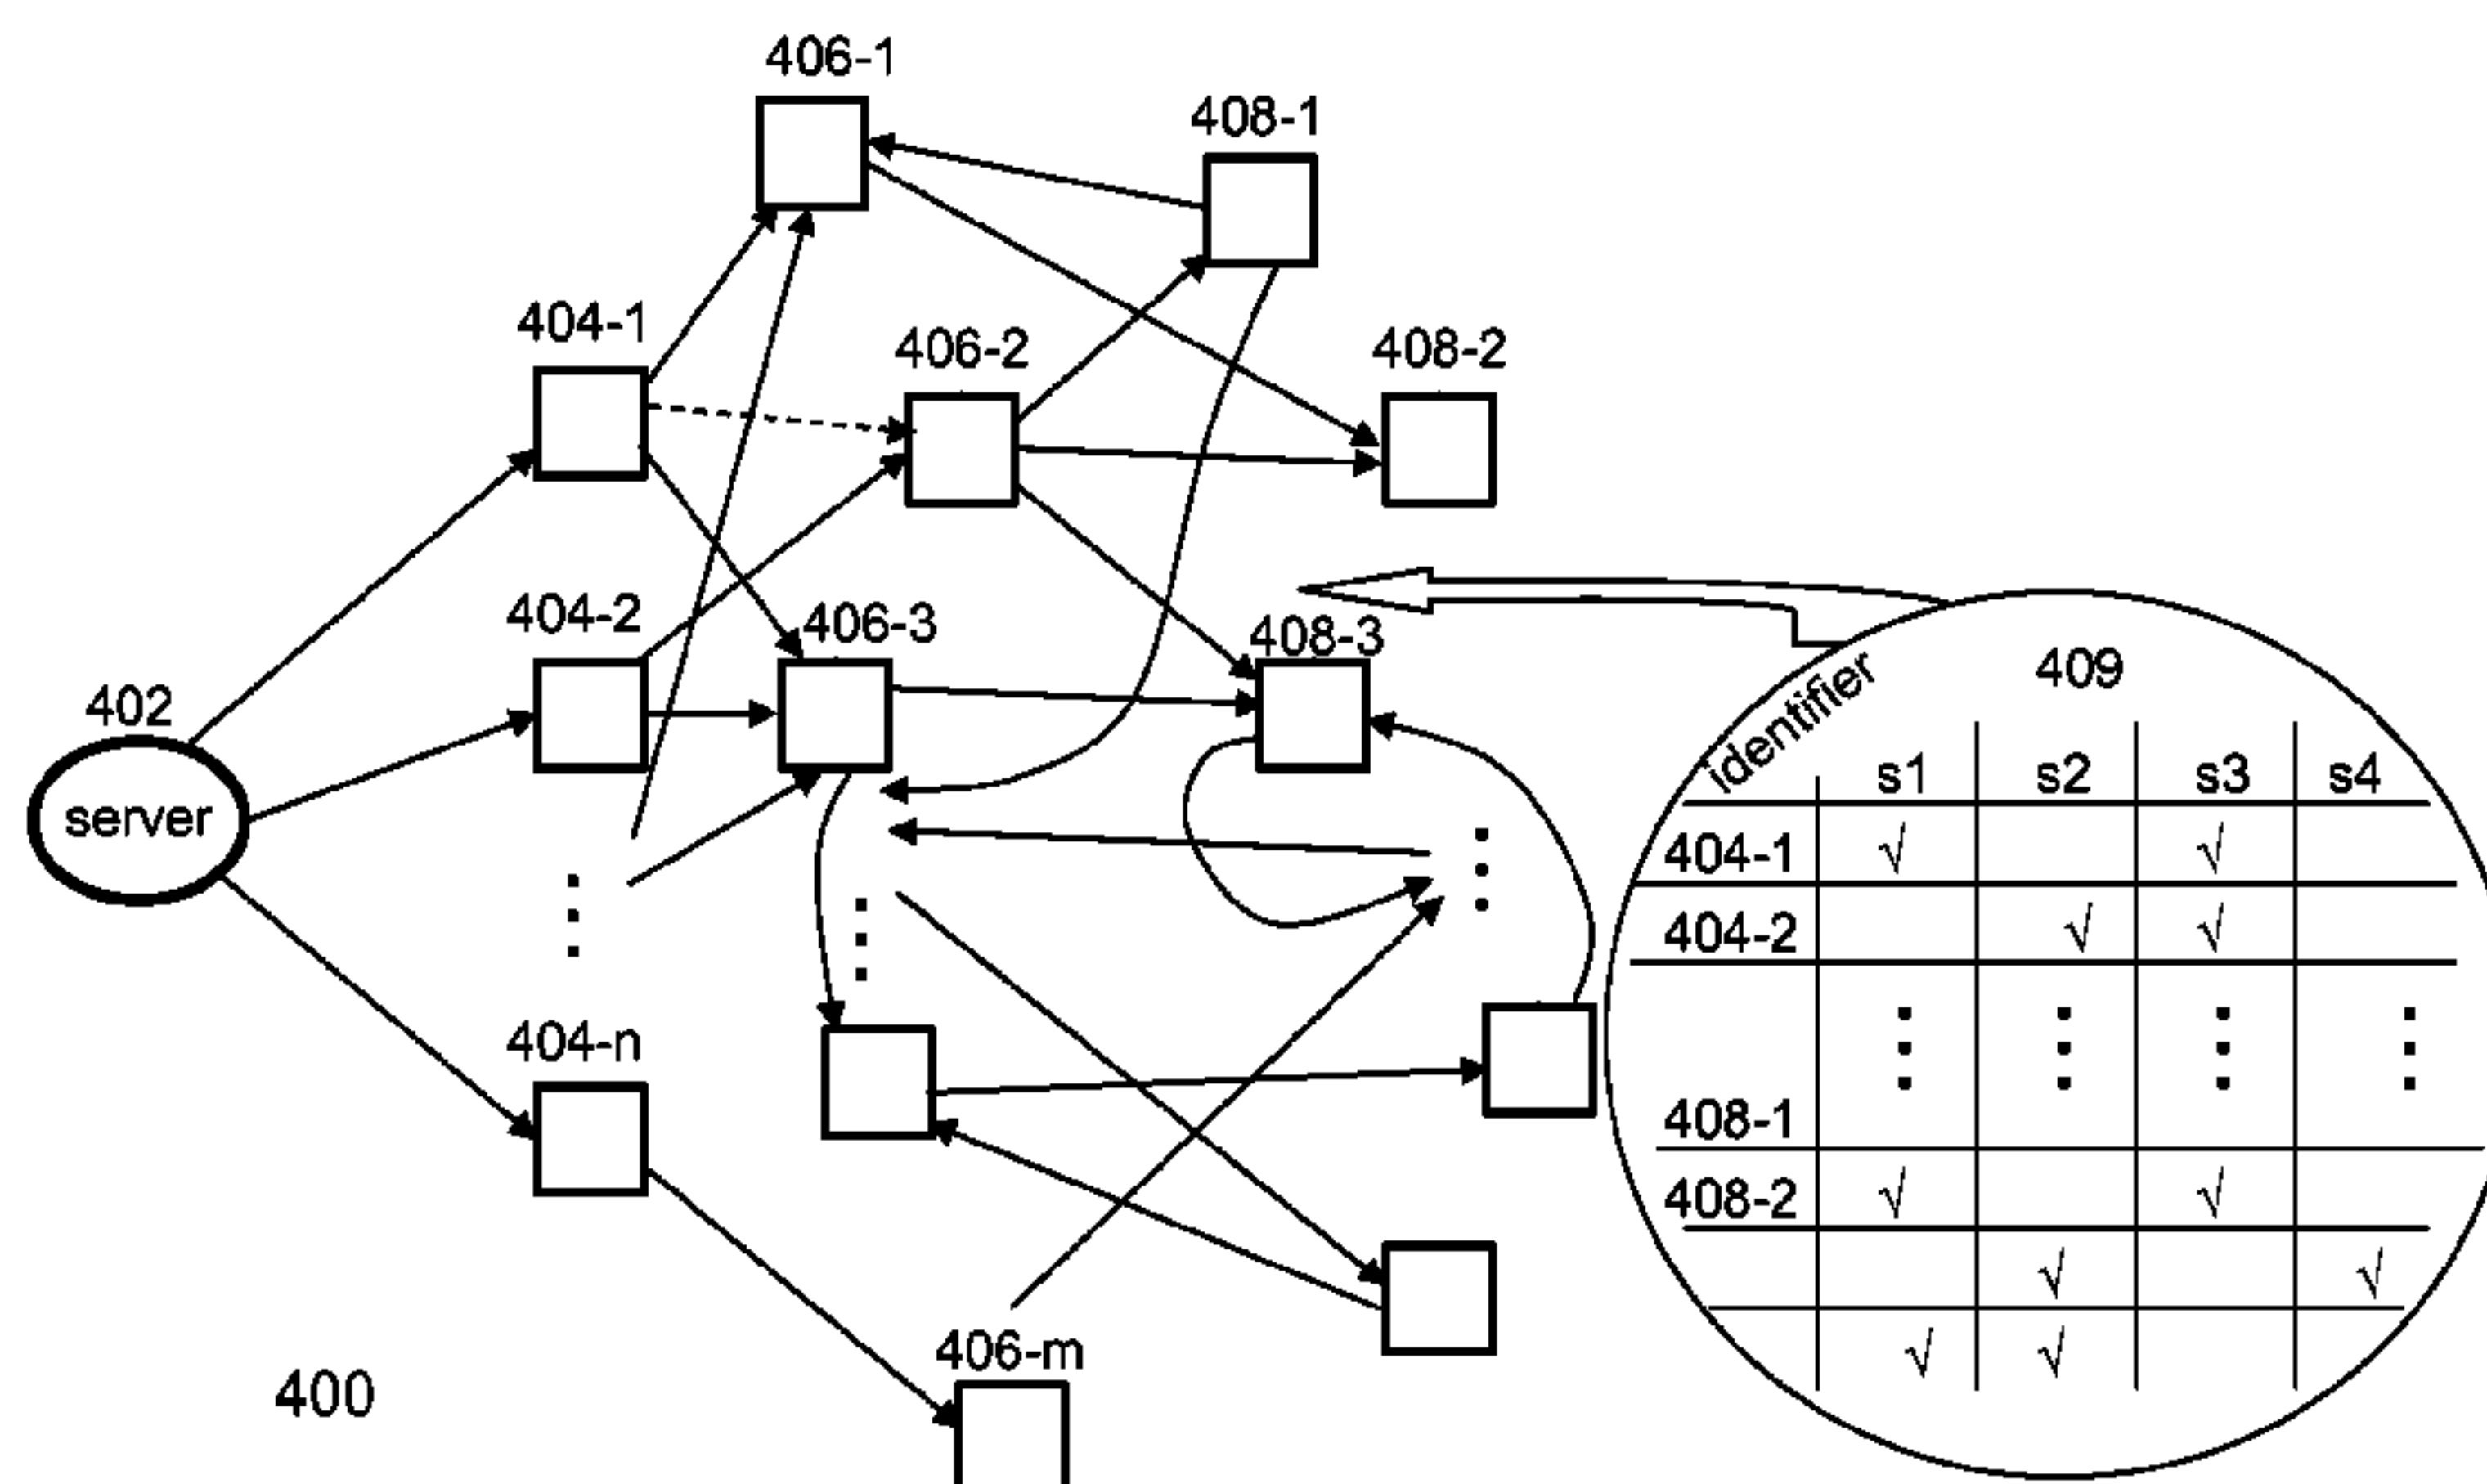 406-1
408-1
404-1
406-2
408-2
404-2
406-3
408-3
402
server
404-n
406-m
400
409
identifier
s1 s2 s3 s4
404-1 √ √
404-2 √ √
408-1
408-2 √ √
√ √
√ √